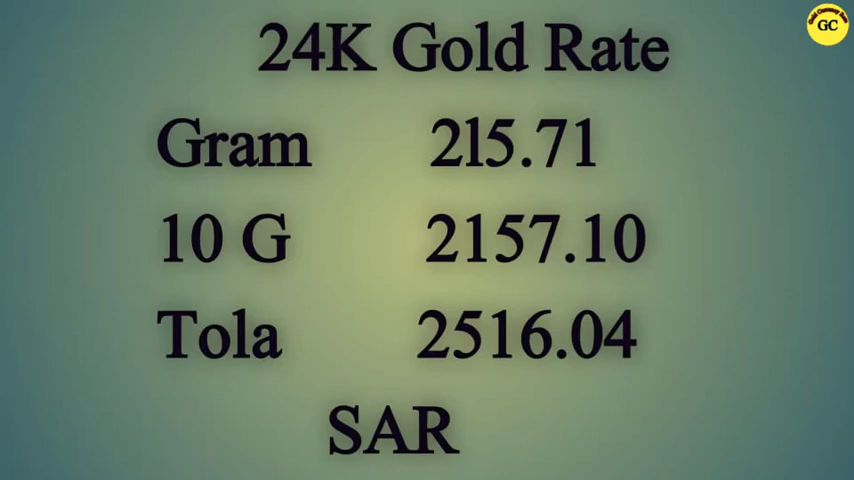 24K Gold Rate
Gram 215.71
10 G 2157.10
Tola 2516.04
SAR
GC